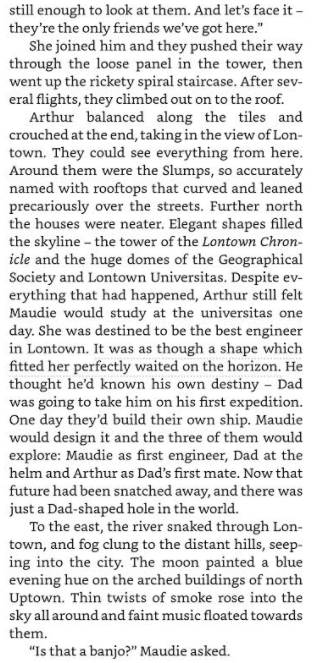 still enough to look at them. And let’s face it –
they’re the only friends we’ve got here.”
She joined him and they pushed their way
through the loose panel in the tower, then
went up the rickety spiral staircase. After sev-
eral flights, they climbed out on to the roof.
Arthur balanced along the tiles and
crouched at the end, taking in the view of Lon-
town. They could see everything from here.
Around them were the Slumps, so accurately
named with rooftops that curved and leaned
precariously over the streets. Further north
the houses were neater. Elegant shapes filled
the skyline – the tower of the Lontown Chron-
icle and the huge domes of the Geographical
Society and Lontown Universitas. Despite ev-
erything that had happened, Arthur still felt
Maudie would study at the universitas one
day. She was destined to be the best engineer
in Lontown. It was as though a shape which
fitted her perfectly waited on the horizon. He
thought he’d known his own destiny – Dad
was going to take him on his first expedition.
One day they’d build their own ship. Maudie
would design it and the three of them would
explore: Maudie as first engineer, Dad at the
helm and Arthur as Dad’s first mate. Now that
future had been snatched away, and there was
just a Dad-shaped hole in the world.
To the east, the river snaked through Lon-
town, and fog clung to the distant hills, seep-
ing into the city. The moon painted a blue
evening hue on the arched buildings of north
Uptown. Thin twists of smoke rose into the
sky all around and faint music floated towards
them.
“Is that a banjo?” Maudie asked.